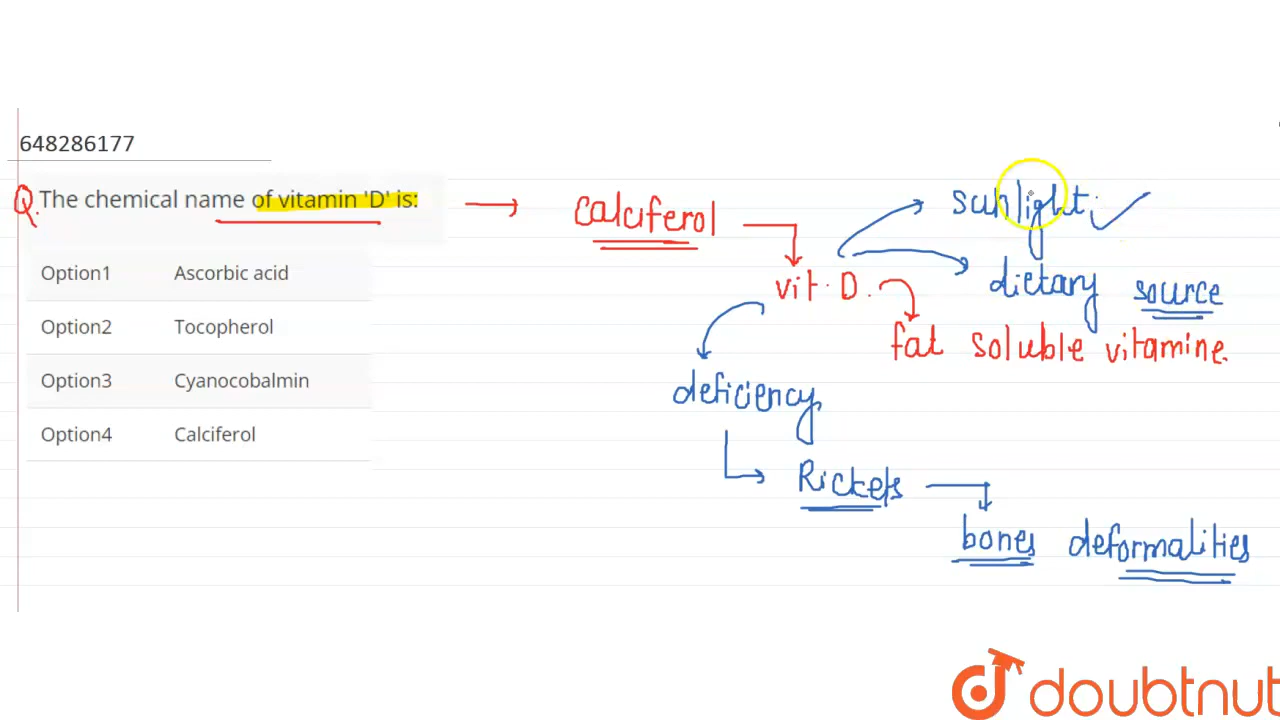 648286177
Q. The chemical name of vitamin 'D' is:
Option1 Ascorbic acid
Option2 Tocopherol
Option3 Cyanocobalmin
Option4 Calciferol
calciferol
vit. D.
sunlight.
dietary source
fat soluble vitamine.
deficiency
Rickets
bones deformalities
doubtnut